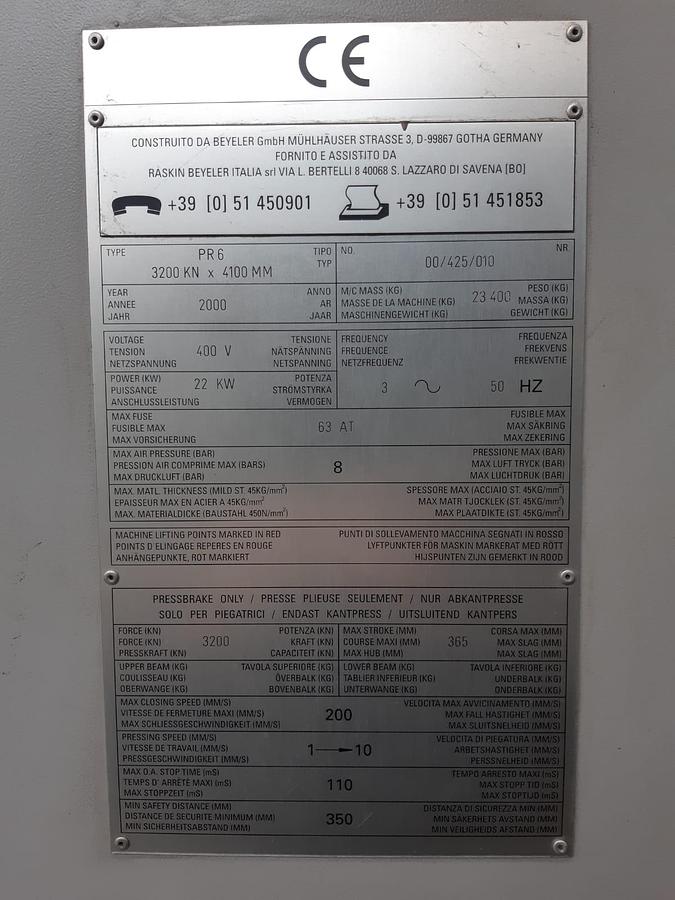 CE
CONSTRUITO DA BEYELER GmbH MÜHLHÄUSER STRASSE 3, D-99867 GOTHA GERMANY
FORNITO E ASSISTITO DA
RASKIN BEYELER ITALIA srl VIA L. BERTELLI 8 40068 S. LAZZARO DI SAVENA [BO]
+39 [0] 51 450901 +39 [0] 51 451853
TYPE PR6 TIPO NO. 00/425/010 NR.
3200 KN x 4100 MM TYP
YEAR ANNO M/C MASS (KG) PESO (KG)
ANNEE 2000 AR MASSE DE LA MACHINE (KG) 23 400 MASSA (KG)
JAHR JAAR MASCHINENGEWICHT (KG) GEWICHT (KG)
VOLTAGE TENSIONE FREQUENCY FREQUENZA
TENSION 400 V NÄTSPÄNNING FREQUENCE FREKVENS
NETZSPANNUNG NETSPANNING NETZFREQUENZ FREKWENTIE
POWER (KW) POTENZA
PUISSANCE 22 KW STRÖMSTYRKA 3 ~ 50 HZ
ANSCHLUSSLEISTUNG VERMOGEN
MAX FUSE FUSIBLE MAX
FUSIBLE MAX 63 AT MAX SÄKRING
MAX VORSICHERUNG MAX ZEKERING
MAX AIR PRESSURE (BAR) PRESSIONE MAX (BAR)
PRESSION AIR COMPRIME MAX (BARS) 8 MAX LUFT TRYCK (BAR)
MAX DRUCKLUFT (BAR) MAX LUCHTDRUK (BAR)
MAX. MATL. THICKNESS (MILD ST. 45KG/mm²) SPESSORE MAX (ACCIAIO ST. 45KG/mm²)
EPAISSEUR MAX EN ACIER A 45KG/mm² MAX MATR TJOCKLEK (ST. 45KG/mm²)
MAX. MATERIALDICKE (BAUSTAHL 450N/mm²) MAX PLAATDIKTE (ST. 45KG/mm²)
MACHINE LIFTING POINTS MARKED IN RED PUNTI DI SOLLEVAMENTO MACCHINA SEGNATI IN ROSSO
POINTS D'ELINGAGE REPERES EN ROUGE LYFTPUNKTER FÖR MASKIN MARKERAT MED RÖTT
ANHÄNGEPUNKTE, ROT MARKIERT HIJSPUNTEN ZIJN GEMERKT IN ROOD
PRESSBRAKE ONLY / PRESSE PLIEUSE SEULEMENT / NUR ABKANTPRESSE
SOLO PER PIEGATRICI / ENDAST KANTPRESS / UITSLUITEND KANTPERS
FORCE (KN) POTENZA (KN) MAX STROKE (MM) CORSA MAX (MM)
FORCE (KN) 3200 KRAFT (KN) COURSE MAXI (MM) 365 MAX SLAG (MM)
PRESSKRAFT (KN) CAPACITEIT (KN) MAX HUB (MM) MAX SLAG (MM)
UPPER BEAM (KG) TAVOLA SUPERIORE (KG) LOWER BEAM (KG) TAVOLA INFERIORE (KG)
COULISSEAU (KG) ÖVERBALK (KG) TABLIER INFERIEUR (KG) UNDERBALK (KG)
OBERWANGE (KG) BOVENBALK (KG) UNTERWANGE (KG) ONDERBALK (KG)
MAX CLOSING SPEED (MM/S) VELOCITA MAX AVVICINAMENTO (MM/S)
VITESSE DE FERMETURE MAXI (MM/S) 200 MAX FALL HASTIGHET (MM/S)
MAX SCHLIESSGESCHWINDIGKEIT (MM/S) MAX SLUITSNELHEID (MM/S)
PRESSING SPEED (MM/S) VELOCITA DI PIEGATURA (MM/S)
VITESSE DE TRAVAIL (MM/S) 1 → 10 ARBETSHASTIGHET (MM/S)
PRESSGESCHWINDIGKEIT (MM/S) PERSSNELHEID (MM/S)
MAX O.A. STOP TIME (mS) TEMPO ARRESTO MAXI (mS)
TEMPS D' ARRÊTÉ MAXI (mS) 110 MAX STOPP TID (mS)
MAX STOPPZEIT (mS) MAX STOPTIJD (mS)
MIN SAFETY DISTANCE (MM) DISTANZA DI SICUREZZA MIN (MM)
DISTANCE DE SECURITE MINIMUM (MM) 350 MIN SÄKERHETS AVSTAND (MM)
MIN SICHERHEITSABSTAND (MM) MIN VEILIGHEIDS AFSTAND (MM)